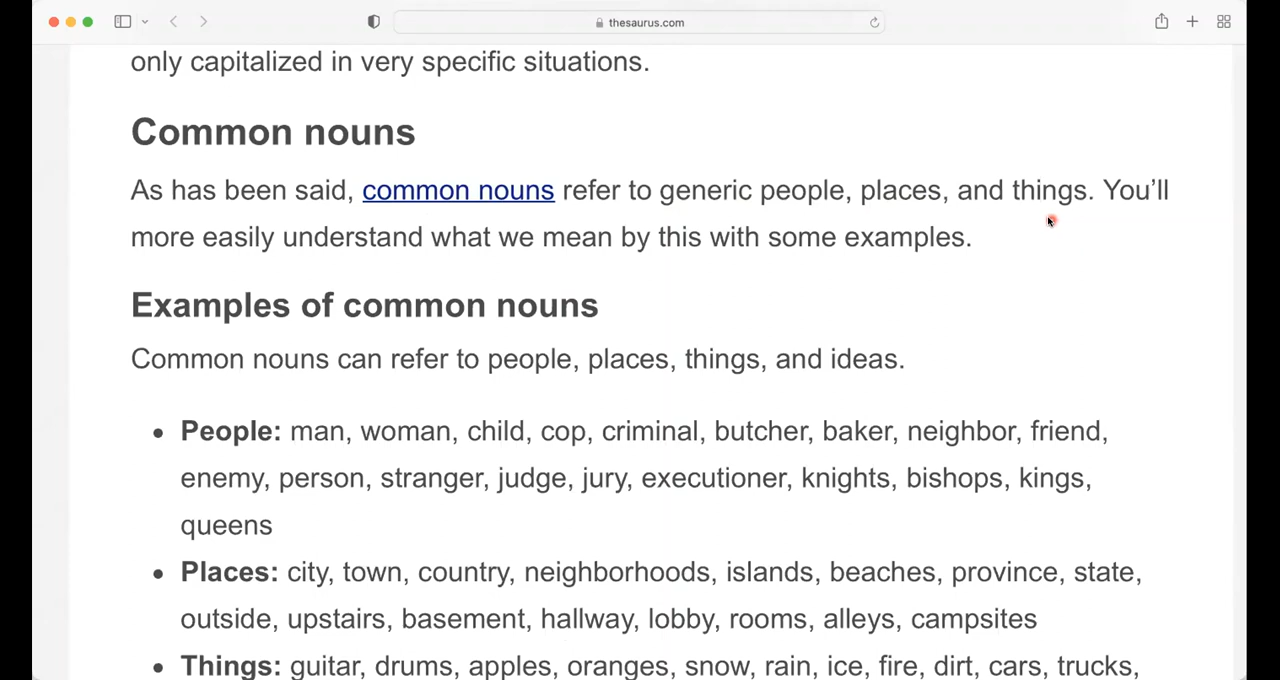 thesaurus.com
only capitalized in very specific situations.
Common nouns
As has been said, common nouns refer to generic people, places, and things. You’ll
more easily understand what we mean by this with some examples.
Examples of common nouns
Common nouns can refer to people, places, things, and ideas.
• People: man, woman, child, cop, criminal, butcher, baker, neighbor, friend,
enemy, person, stranger, judge, jury, executioner, knights, bishops, kings,
queens
• Places: city, town, country, neighborhoods, islands, beaches, province, state,
outside, upstairs, basement, hallway, lobby, rooms, alleys, campsites
• Things: guitar, drums, apples, oranges, snow, rain, ice, fire, dirt, cars, trucks,